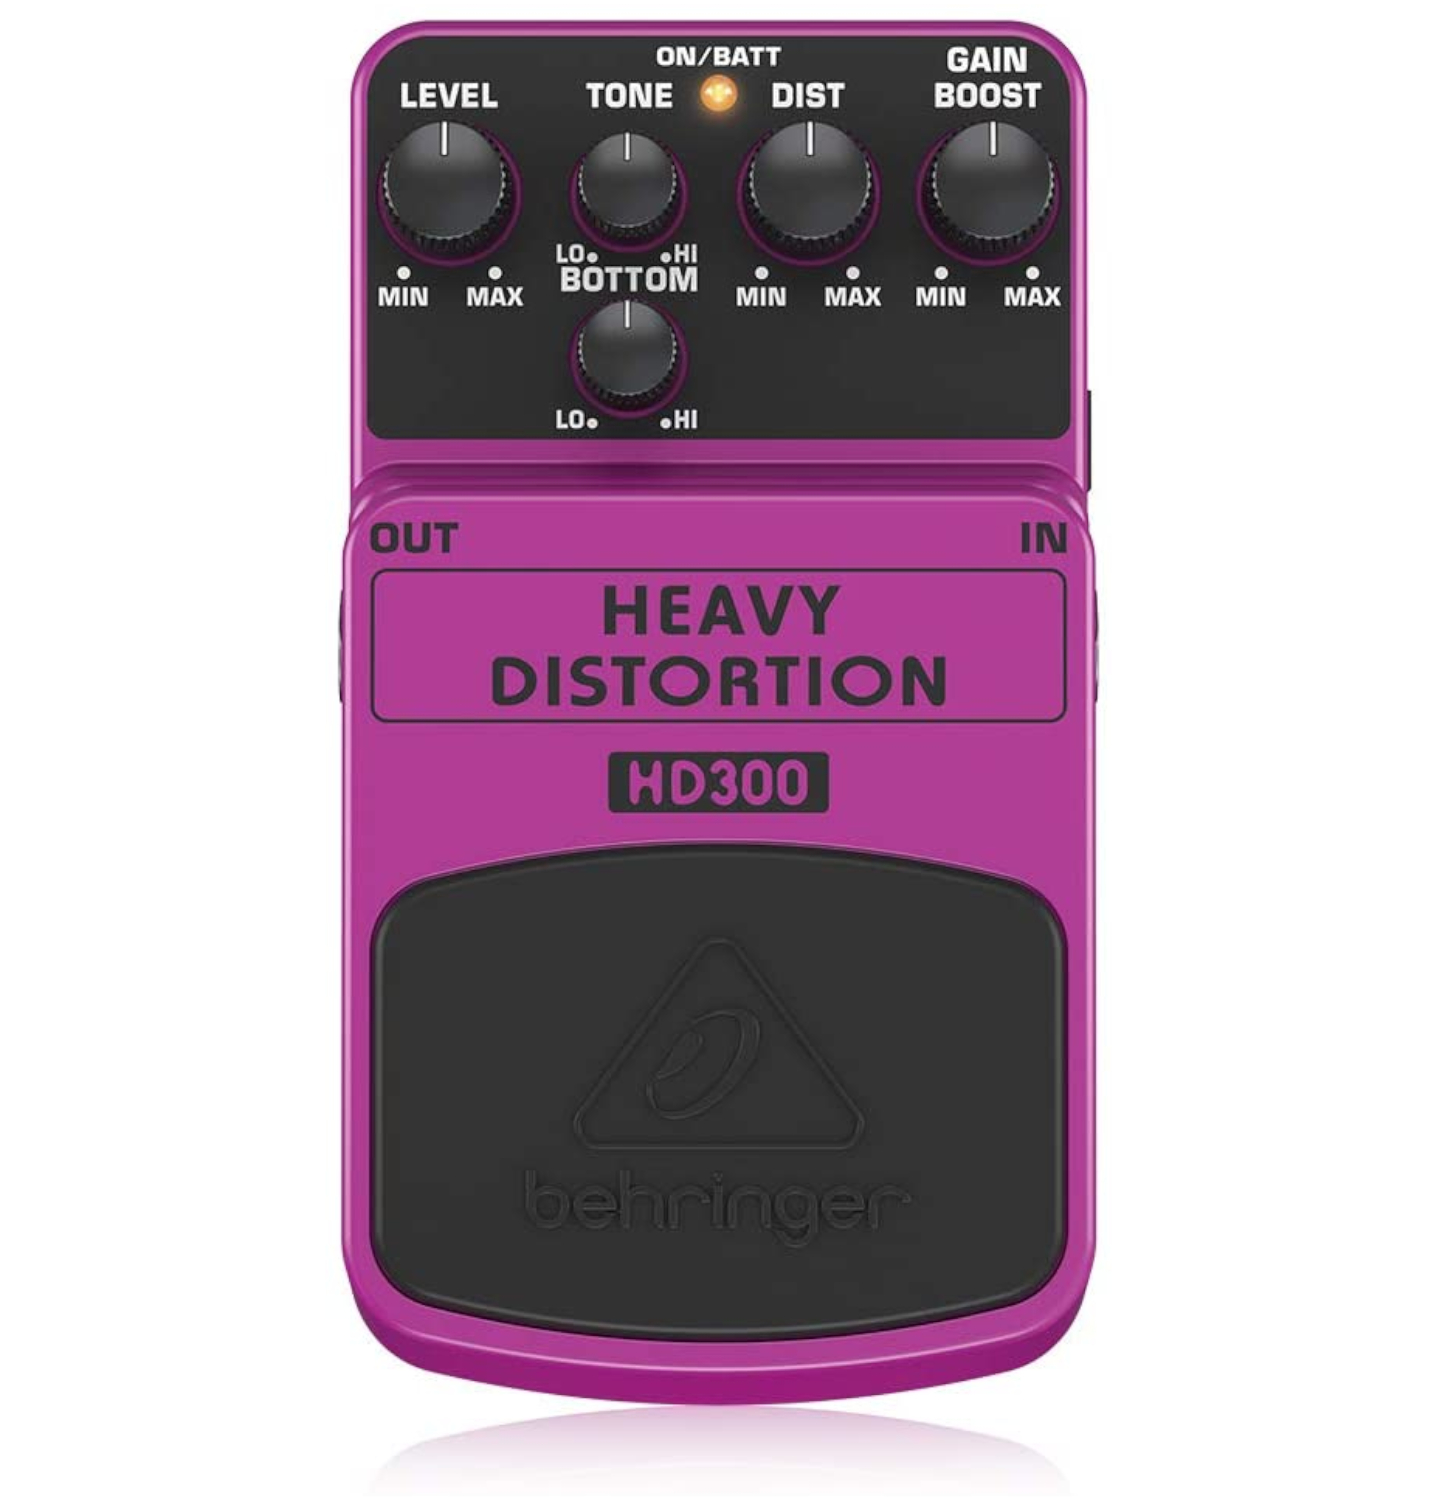 ON/BATT
LEVEL
TONE
DIST
GAIN
BOOST
LO
HI
BOTTOM
MIN
MAX
MIN
MAX
MIN
MAX
LO
HI
OUT
IN
HEAVY
DISTORTION
HD300
behringer